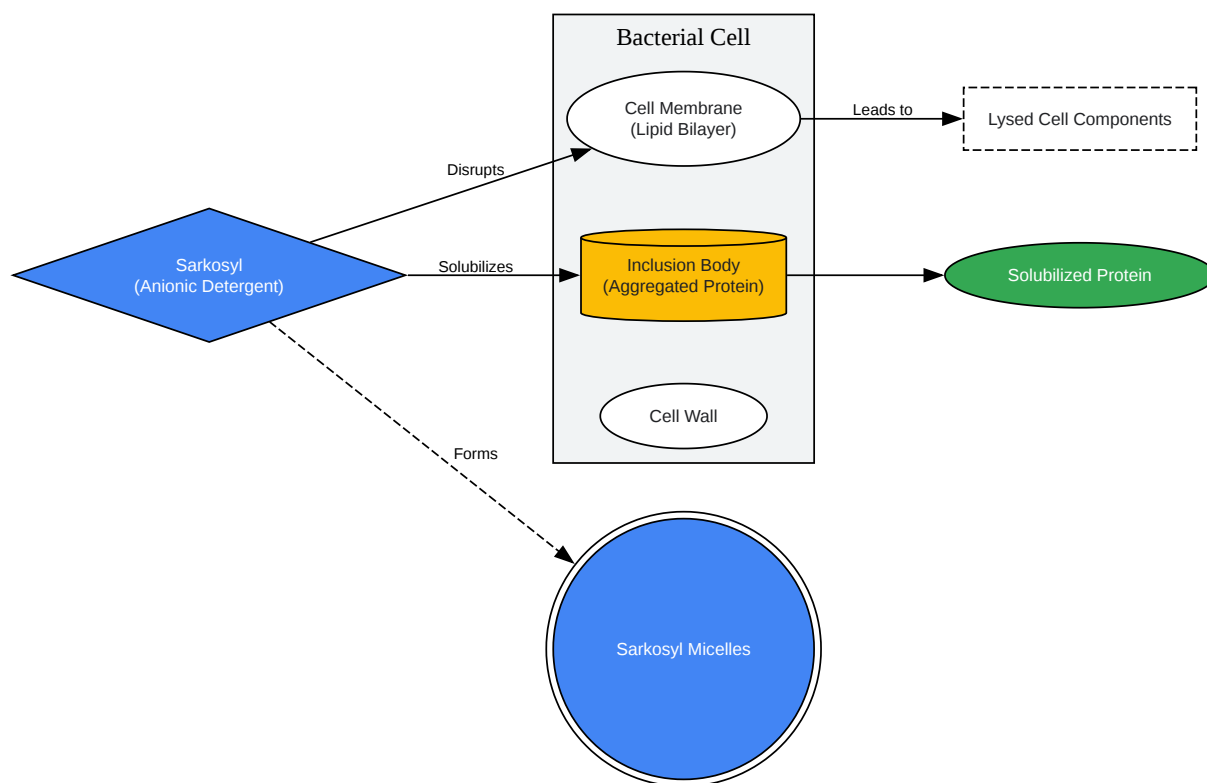 Bacterial Cell
Cell Membrane
(Lipid Bilayer)
Leads to
Lysed Cell Components
Disrupts
Sarkosyl
(Anionic Detergent)
Solubilizes
Inclusion Body
(Aggregated Protein)
Solubilized Protein
Cell Wall
Forms
Sarkosyl Micelles